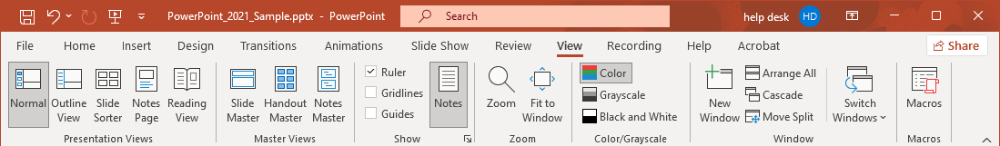 PowerPoint_2021_Sample.pptx - PowerPoint Search help desk HD
File Home Insert Design Transitions Animations Slide Show Review View Recording Help Acrobat Share
Normal Outline View Slide Sorter Notes Page Reading View
Presentation Views
Slide Master Handout Master Notes Master
Master Views
Ruler
Gridlines
Guides
Notes
Show
Zoom Fit to Window
Zoom
Color
Grayscale
Black and White
Color/Grayscale
New Window
Arrange All
Cascade
Move Split
Switch Windows
Window
Macros
Macros